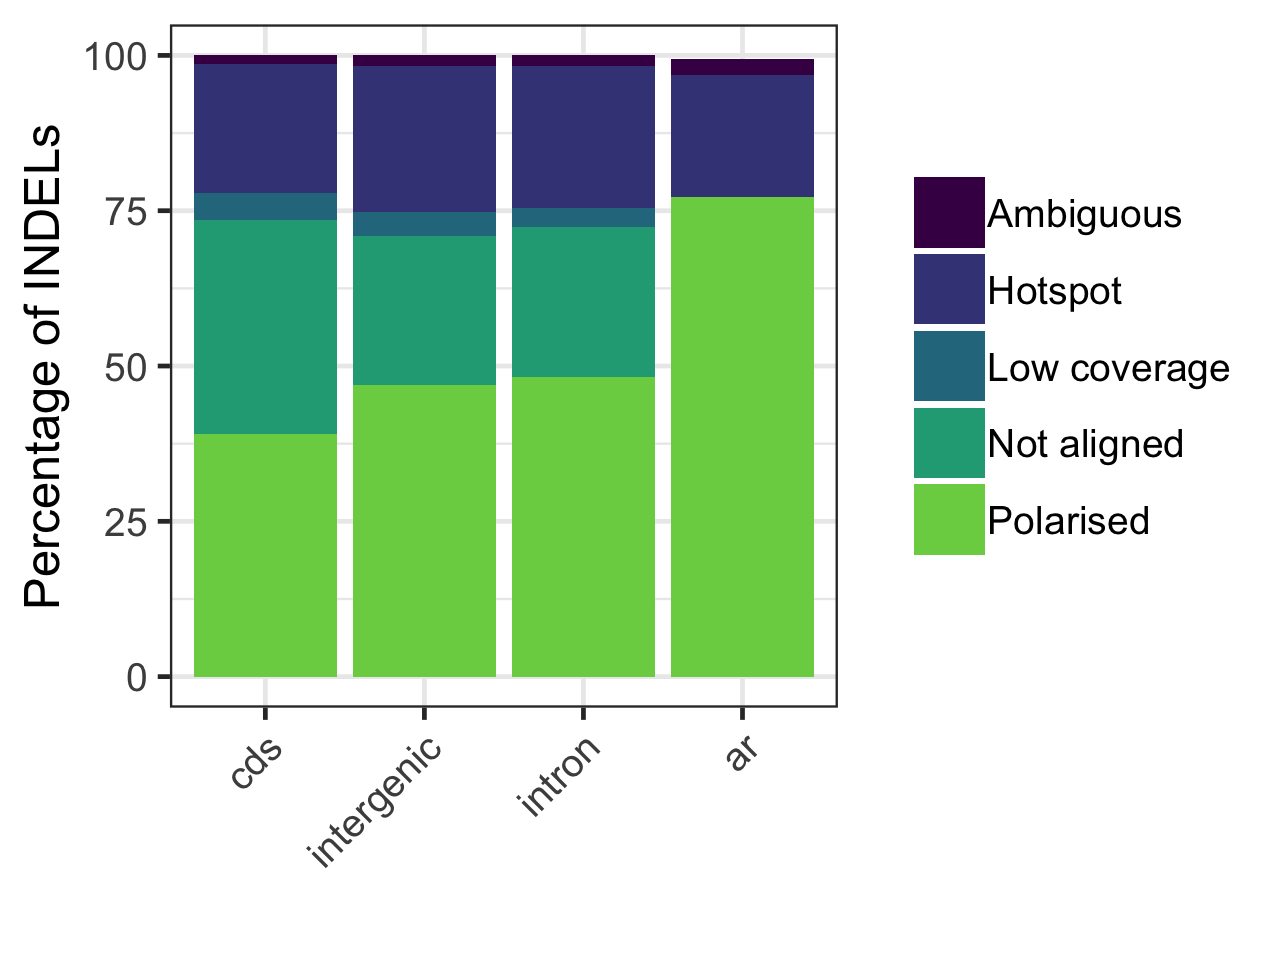 Percentage of INDELs
100
75
50
25
0
cds
intergenic
intron
ar
Ambiguous
Hotspot
Low coverage
Not aligned
Polarised